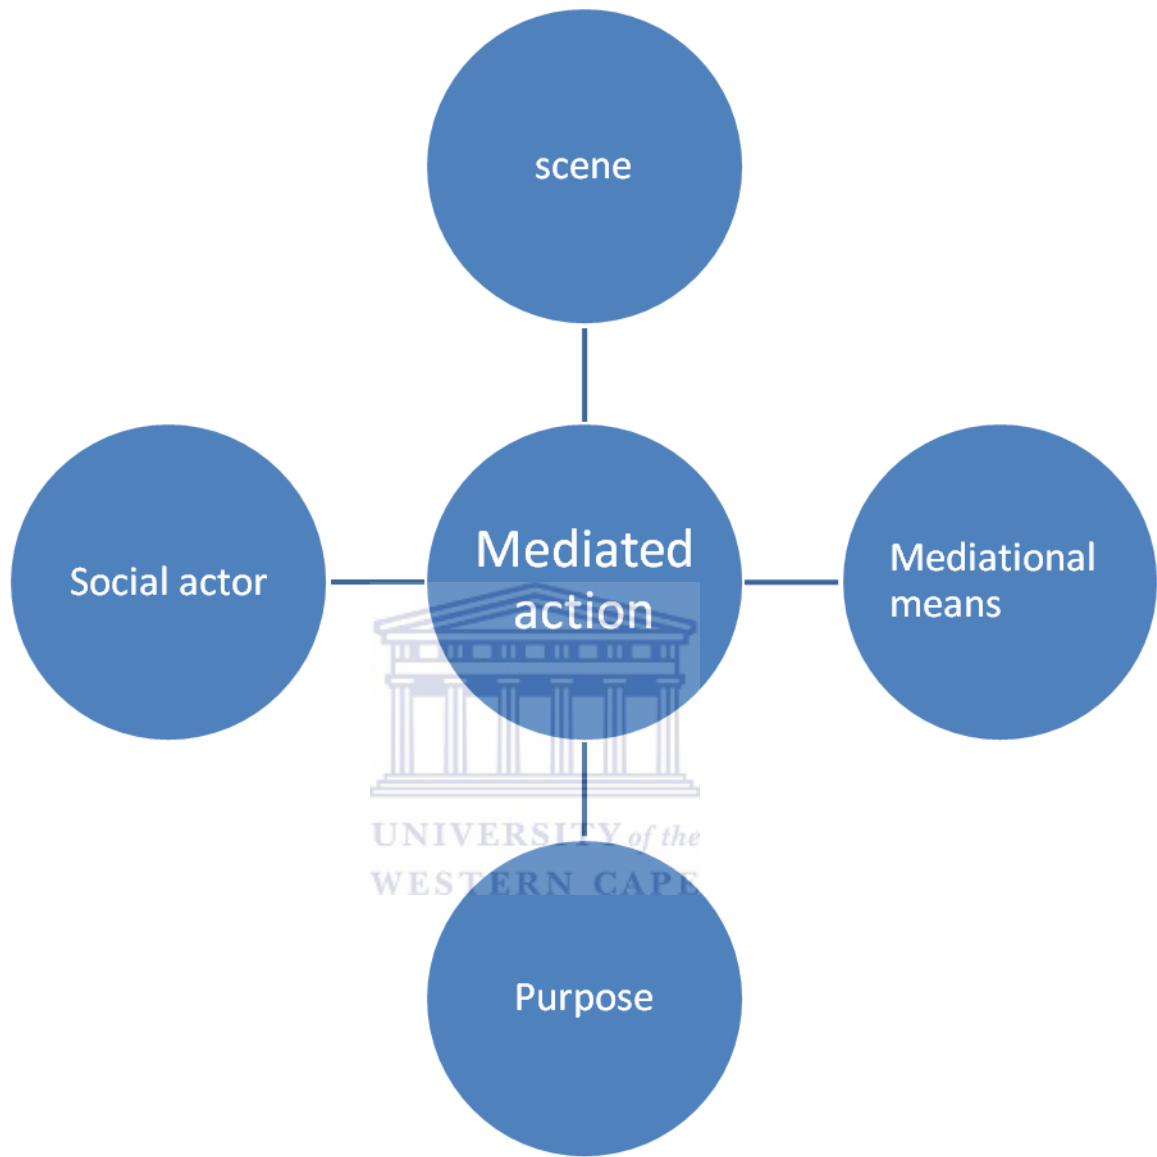 scene
Social actor
Mediated
action
Mediational
means
UNIVERSITY of the
WESTERN CAPE
Purpose